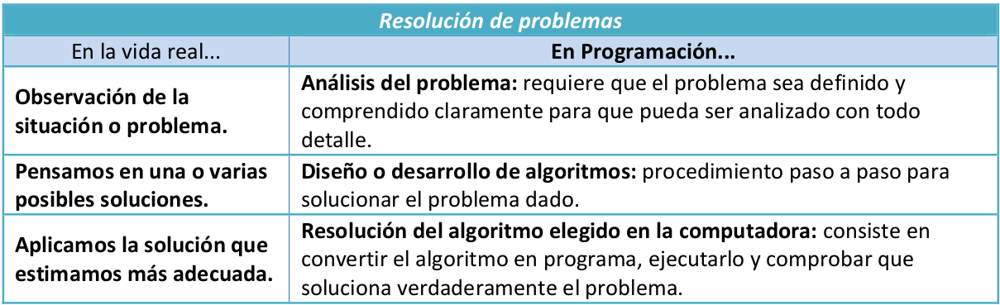 Resolución de problemas
En la vida real...
En Programación...
Observación de la
situación o problema.
Análisis del problema: requiere que el problema sea definido y
comprendido claramente para que pueda ser analizado con todo
detalle.
Pensamos en una o varias
posibles soluciones.
Diseño o desarrollo de algoritmos: procedimiento paso a paso para
solucionar el problema dado.
Aplicamos la solución que
estimamos más adecuada.
Resolución del algoritmo elegido en la computadora: consiste en
convertir el algoritmo en programa, ejecutarlo y comprobar que
soluciona verdaderamente el problema.